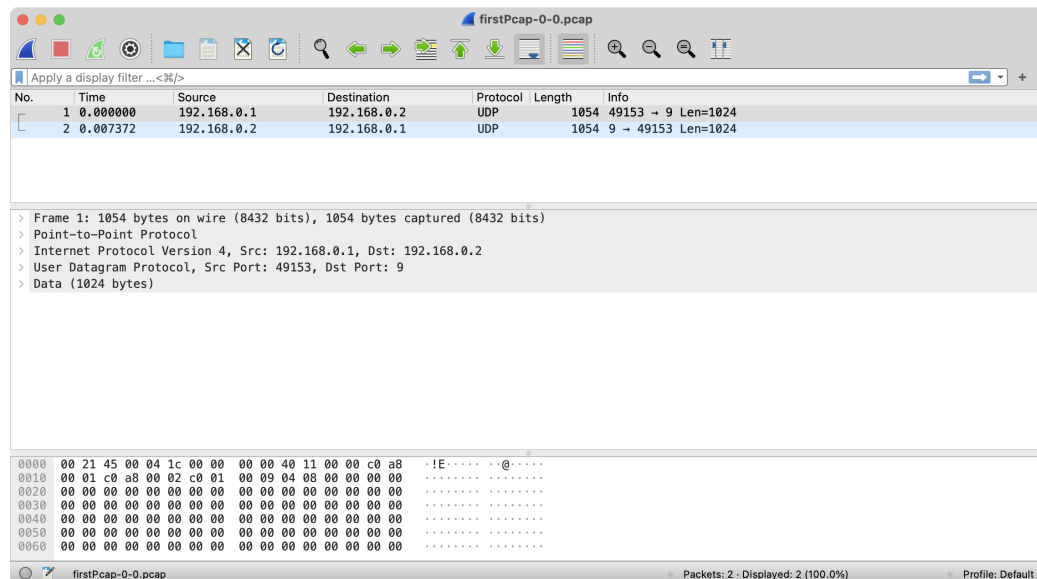 firstPcap-0-0.pcap
Apply a display filter ...<⌘/>
No. Time Source Destination Protocol Length Info
1 0.000000 192.168.0.1 192.168.0.2 UDP 1054 49153 → 9 Len=1024
2 0.007372 192.168.0.2 192.168.0.1 UDP 1054 9 → 49153 Len=1024
> Frame 1: 1054 bytes on wire (8432 bits), 1054 bytes captured (8432 bits)
> Point-to-Point Protocol
> Internet Protocol Version 4, Src: 192.168.0.1, Dst: 192.168.0.2
> User Datagram Protocol, Src Port: 49153, Dst Port: 9
> Data (1024 bytes)
0000 00 21 45 00 04 1c 00 00 00 00 40 11 00 00 c0 a8 ·!E····· ··@·····
0010 00 01 c0 a8 00 02 c0 01 00 09 04 08 00 00 00 00 ········ ········
0020 00 00 00 00 00 00 00 00 00 00 00 00 00 00 00 00 ········ ········
0030 00 00 00 00 00 00 00 00 00 00 00 00 00 00 00 00 ········ ········
0040 00 00 00 00 00 00 00 00 00 00 00 00 00 00 00 00 ········ ········
0050 00 00 00 00 00 00 00 00 00 00 00 00 00 00 00 00 ········ ········
0060 00 00 00 00 00 00 00 00 00 00 00 00 00 00 00 00 ········ ········
firstPcap-0-0.pcap Packets: 2 · Displayed: 2 (100.0%) Profile: Default